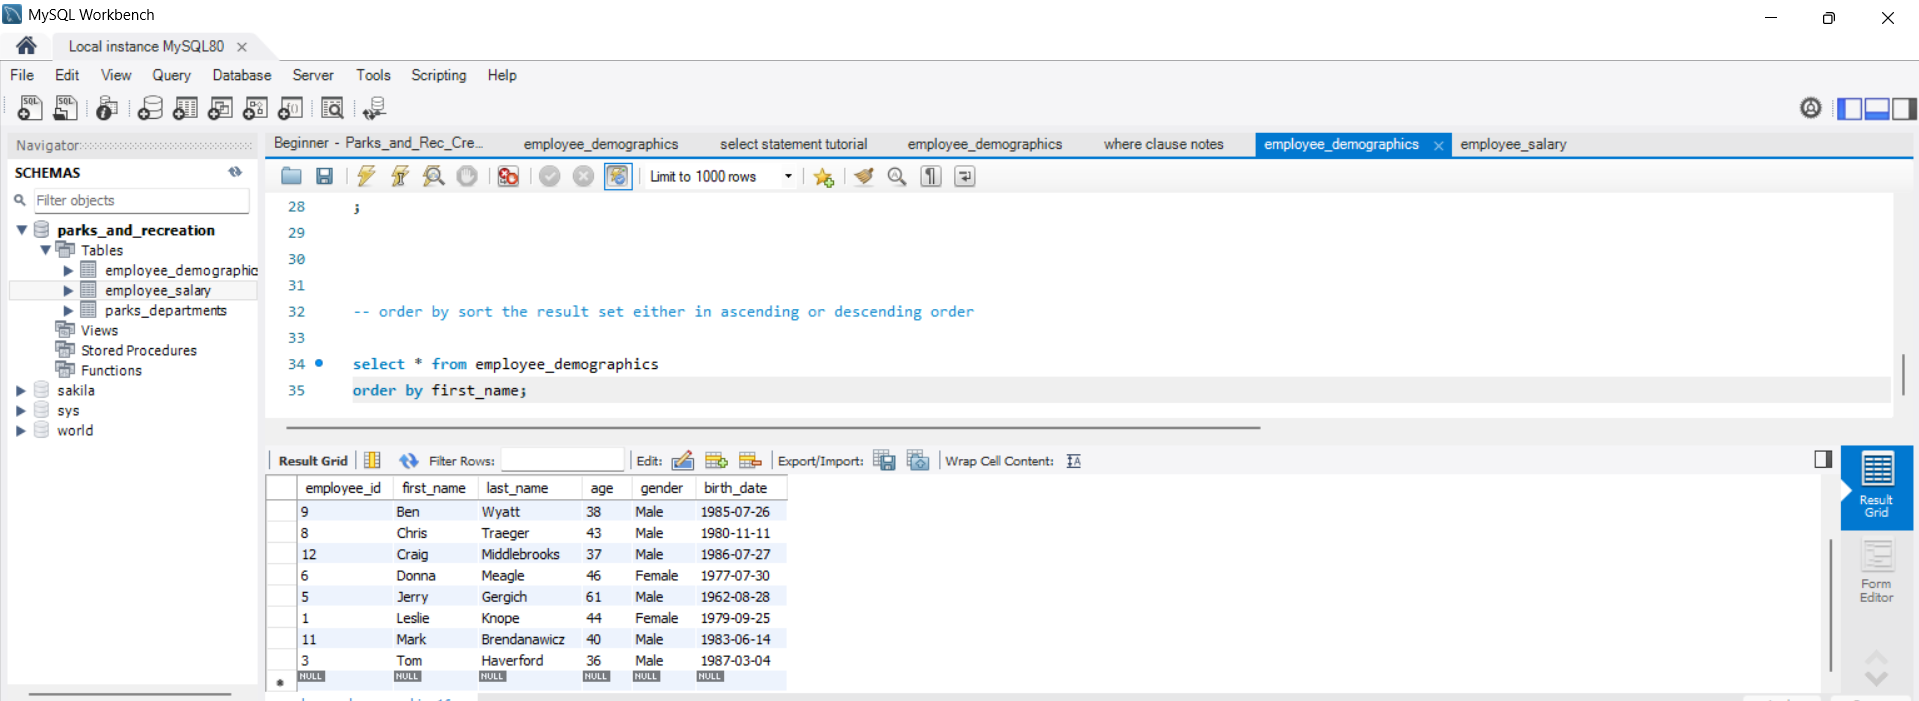 MySQL Workbench
Local instance MySQL80
File Edit View Query Database Server Tools Scripting Help
Navigator
SCHEMAS
Filter objects
parks_and_recreation
Tables
employee_demographic
employee_salary
parks_departments
Views
Stored Procedures
Functions
sakila
sys
world
Beginner - Parks_and_Rec_Cre... employee_demographics select statement tutorial employee_demographics where clause notes employee_demographics employee_salary
Limit to 1000 rows
28 ;
29
30
31
32 -- order by sort the result set either in ascending or descending order
33
34 select * from employee_demographics
35 order by first_name;
Result Grid Filter Rows: Edit: Export/Import: Wrap Cell Content: IA
employee_id first_name last_name age gender birth_date
9 Ben Wyatt 38 Male 1985-07-26
8 Chris Traeger 43 Male 1980-11-11
12 Craig Middlebrooks 37 Male 1986-07-27
6 Donna Meagle 46 Female 1977-07-30
5 Jerry Gergich 61 Male 1962-08-28
1 Leslie Knope 44 Female 1979-09-25
11 Mark Brendanawicz 40 Male 1983-06-14
3 Tom Haverford 36 Male 1987-03-04
NULL NULL NULL NULL NULL NULL
Result
Grid
Form
Editor